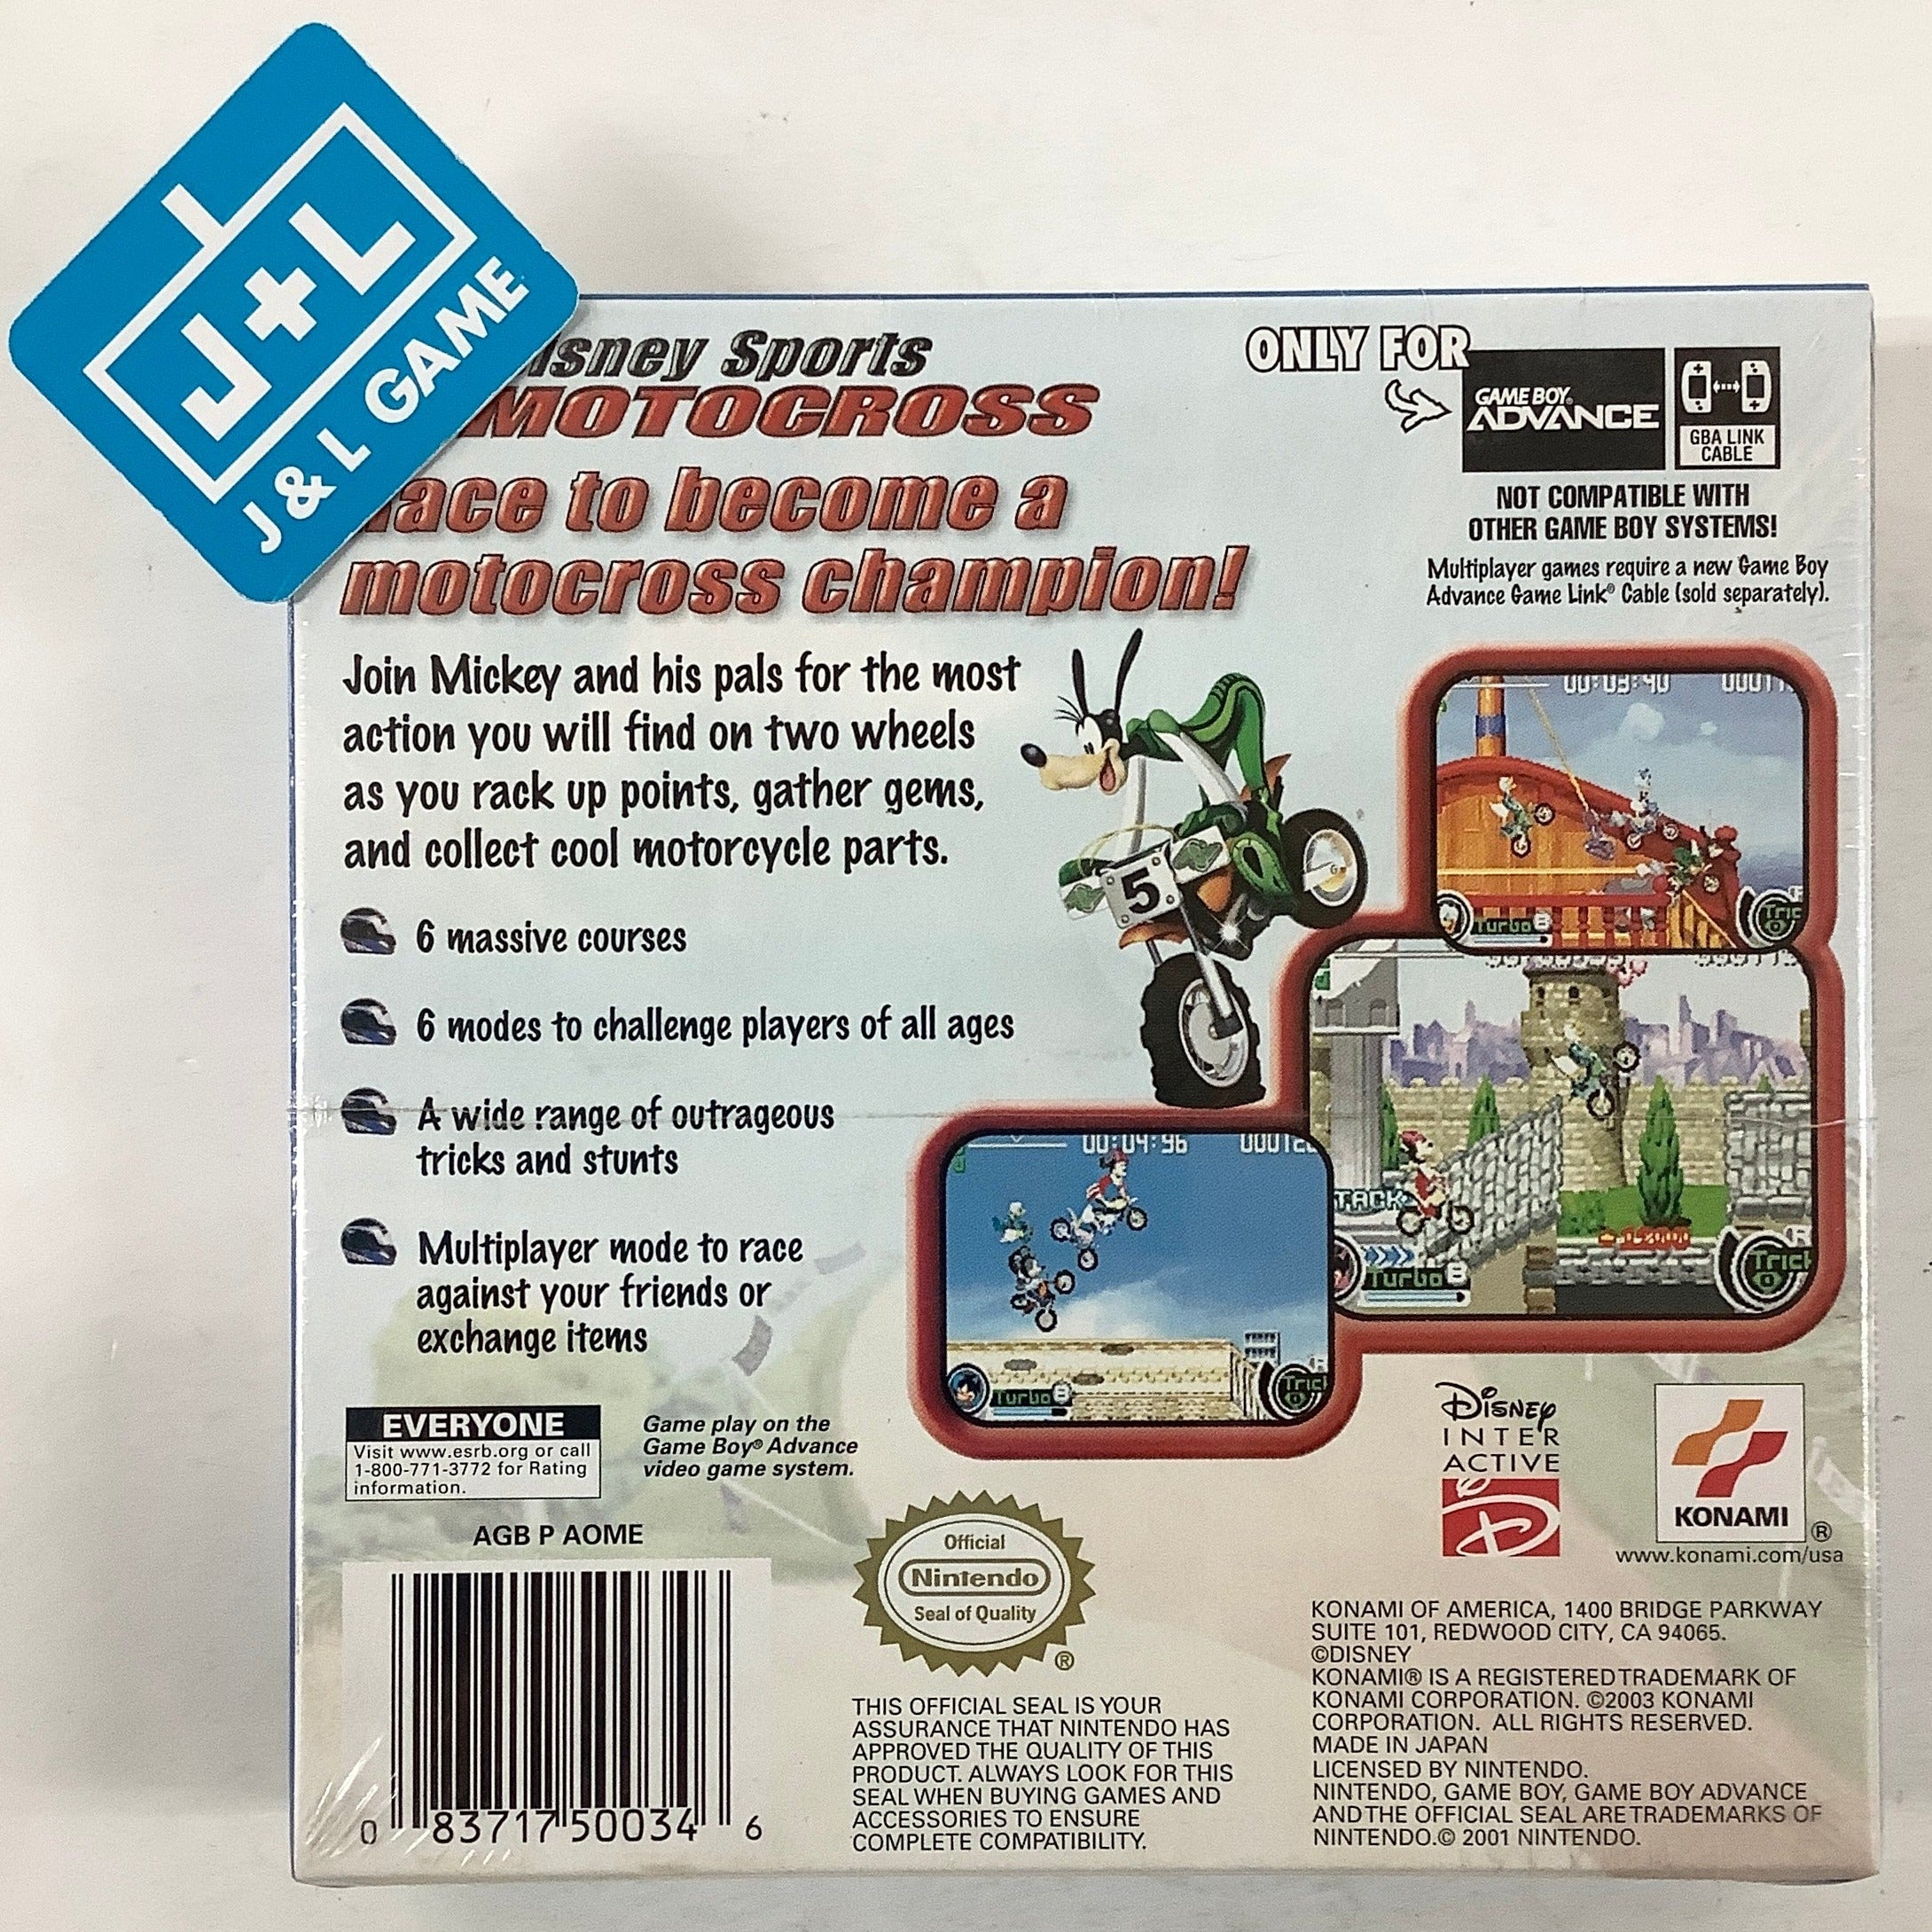 J+L
J & L GAME
isney Sports
MOTOCROSS
ace to become a
motocross champion!
ONLY FOR
GAME BOY
ADVANCE
GBA LINK
CABLE
NOT COMPATIBLE WITH
OTHER GAME BOY SYSTEMS!
Multiplayer games require a new Game Boy
Advance Game Link® Cable (sold separately).
Join Mickey and his pals for the most
action you will find on two wheels
as you rack up points, gather gems,
and collect cool motorcycle parts.
6 massive courses
6 modes to challenge players of all ages
A wide range of outrageous
tricks and stunts
Multiplayer mode to race
against your friends or
exchange items
5
00:03:40
Turbo
Tric
TACK
Turbo
Trick
00:04:96
Turbo
Tric
EVERYONE
Visit www.esrb.org or call
1-800-771-3772 for Rating
information.
Game play on the
Game Boy® Advance
video game system.
AGB P AOME
0 83717 50034 6
Official
Nintendo
Seal of Quality
®
THIS OFFICIAL SEAL IS YOUR
ASSURANCE THAT NINTENDO HAS
APPROVED THE QUALITY OF THIS
PRODUCT. ALWAYS LOOK FOR THIS
SEAL WHEN BUYING GAMES AND
ACCESSORIES TO ENSURE
COMPLETE COMPATIBILITY.
DISNEY
INTER
ACTIVE
D
KONAMI
®
www.konami.com/usa
KONAMI OF AMERICA, 1400 BRIDGE PARKWAY
SUITE 101, REDWOOD CITY, CA 94065.
©DISNEY
KONAMI® IS A REGISTERED TRADEMARK OF
KONAMI CORPORATION. ©2003 KONAMI
CORPORATION. ALL RIGHTS RESERVED.
MADE IN JAPAN
LICENSED BY NINTENDO.
NINTENDO, GAME BOY, GAME BOY ADVANCE
AND THE OFFICIAL SEAL ARE TRADEMARKS OF
NINTENDO.© 2001 NINTENDO.